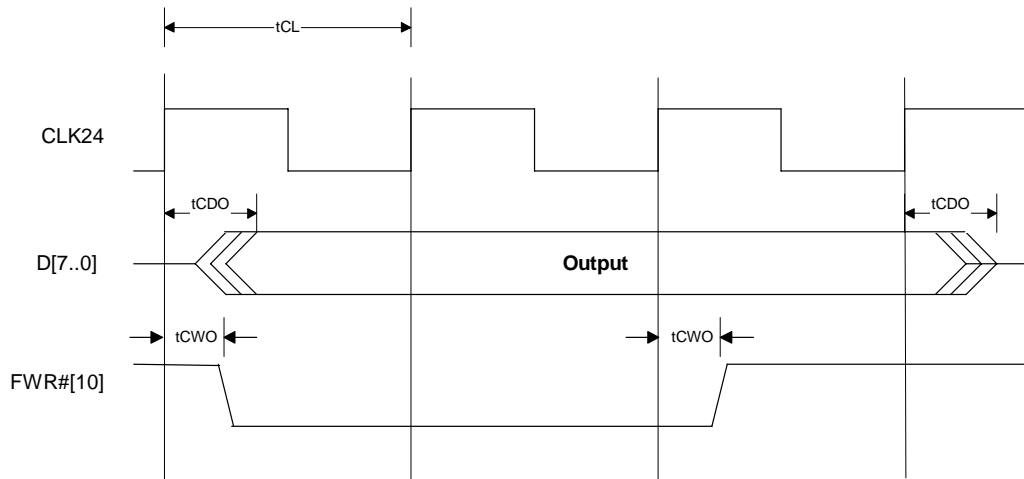 tCL
CLK24
tCDO
tCDO
D[7..0]
Output
tCWO
tCWO
FWR#[10]